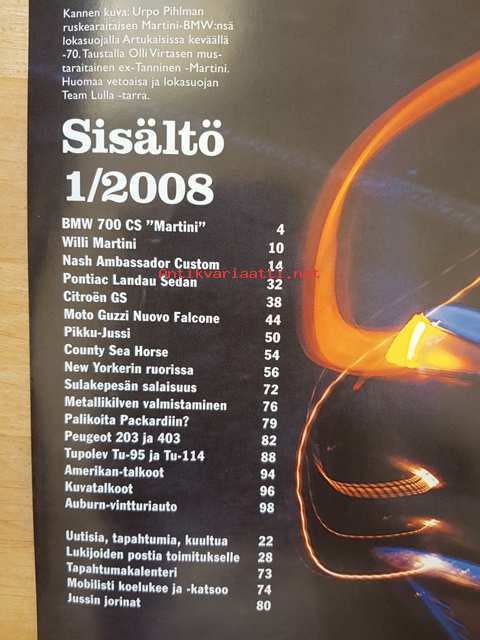 Kannen kuva: Urpo Pihlman
ruskearaitaisen Martini-BMW:nsä
lokasuojalla Artukaisissa keväällä
-70. Taustalla Olli Virtasen mus-
taraitainen ex-Tanninen -Martini.
Huomaa vetoaisa ja lokasuojan
Team Lulla -tarra.
Sisältö
1/2008
BMW 700 CS ”Martini” 4
Willi Martini 10
Nash Ambassador Custom 14
Antikvariaatti.net
Pontiac Landau Sedan 32
Citroën GS 38
Moto Guzzi Nuovo Falcone 44
Pikku-Jussi 50
County Sea Horse 54
New Yorkerin ruorissa 56
Sulakepesän salaisuus 72
Metallikilven valmistaminen 76
Palikoita Packardiin? 79
Peugeot 203 ja 403 82
Tupolev Tu-95 ja Tu-114 88
Amerikan-talkoot 94
Kuvatalkoot 96
Auburn-vintturiauto 98
Uutisia, tapahtumia, kuultua 22
Lukijoiden postia toimitukselle 28
Tapahtumakalenteri 73
Mobilisti koelukee ja -katsoo 74
Jussin jorinat 80